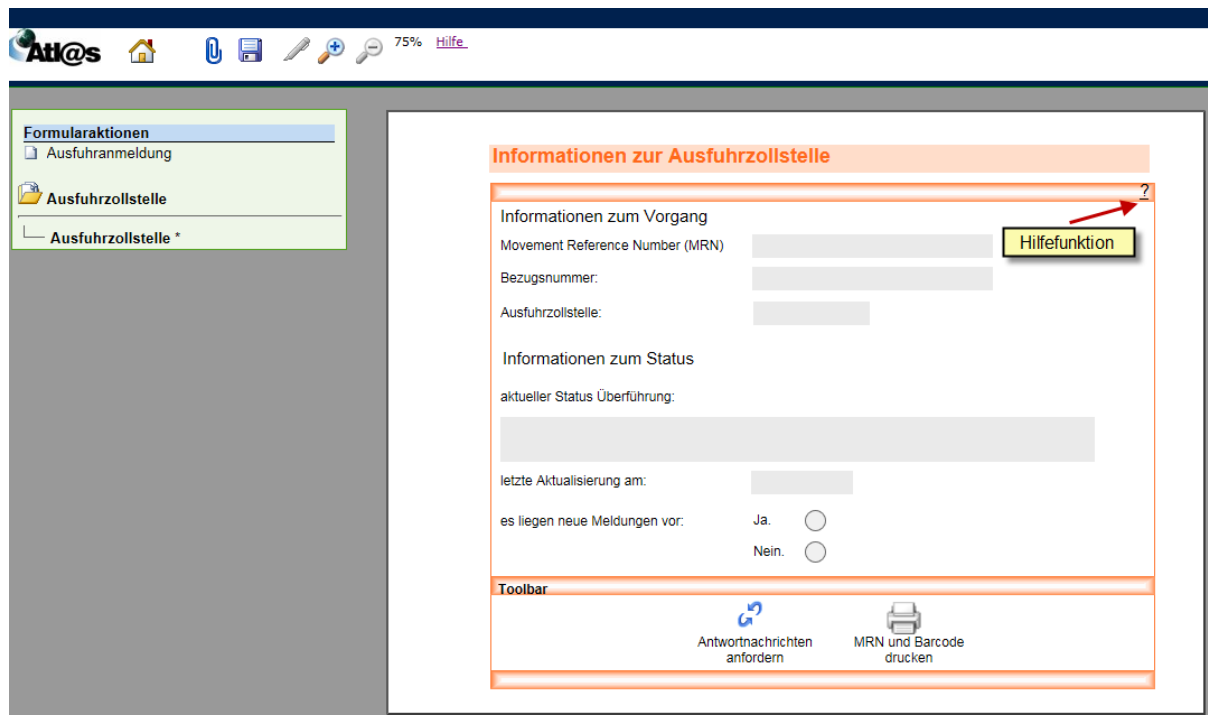 Atl@s
75% Hilfe
Formularaktionen
Ausfuhranmeldung
Ausfuhrzollstelle
Ausfuhrzollstelle *
Informationen zur Ausfuhrzollstelle
?
Informationen zum Vorgang
Movement Reference Number (MRN)
Hilfefunktion
Bezugsnummer:
Ausfuhrzollstelle:
Informationen zum Status
aktueller Status Überführung:
letzte Aktualisierung am:
es liegen neue Meldungen vor: Ja.
Nein.
Toolbar
Antwortnachrichten
anfordern
MRN und Barcode
drucken